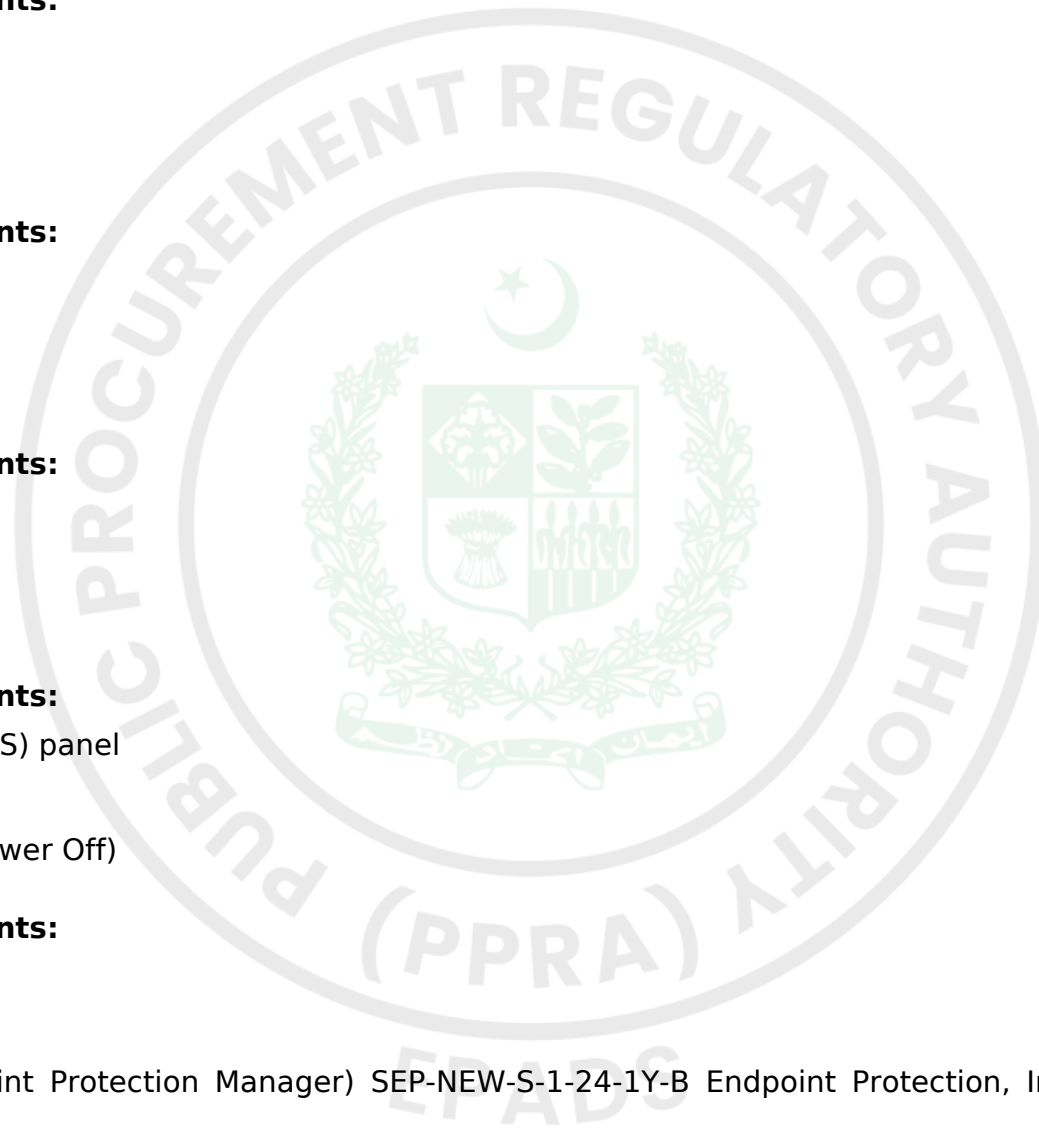 nts:
PUBLIC PROCUREMENT REGULATORY AUTHORITY
nts:
nts:
nts:
S) panel
wer Off)
nts:
(PPRA)
int Protection Manager) SEP-NEW-S-1-24-1Y-B Endpoint Protection, I
EPADS